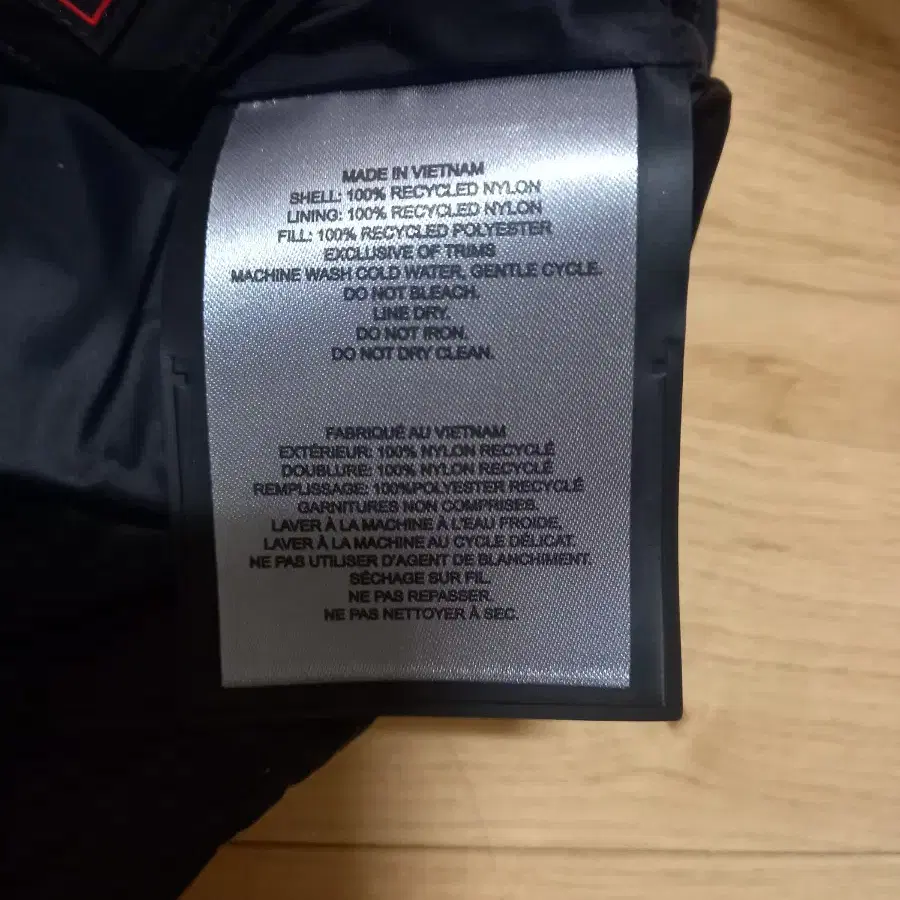 MADE IN VIETNAM
SHELL: 100% RECYCLED NYLON
LINING: 100% RECYCLED NYLON
FILL: 100% RECYCLED POLYESTER
EXCLUSIVE OF TRIMS
MACHINE WASH COLD WATER, GENTLE CYCLE.
DO NOT BLEACH.
LINE DRY.
DO NOT IRON.
DO NOT DRY CLEAN.
FABRIQUÉ AU VIETNAM
EXTÉRIEUR: 100% NYLON RECYCLÉ
DOUBLURE: 100% NYLON RECYCLÉ
REMPLISSAGE: 100%POLYESTER RECYCLÉ
GARNITURES NON COMPRISES.
LAVER À LA MACHINE À L'EAU FROIDE,
LAVER À LA MACHINE AU CYCLE DÉLICAT.
NE PAS UTILISER D'AGENT DE BLANCHIMENT.
SÉCHAGE SUR FIL.
NE PAS REPASSER.
NE PAS NETTOYER À SEC.